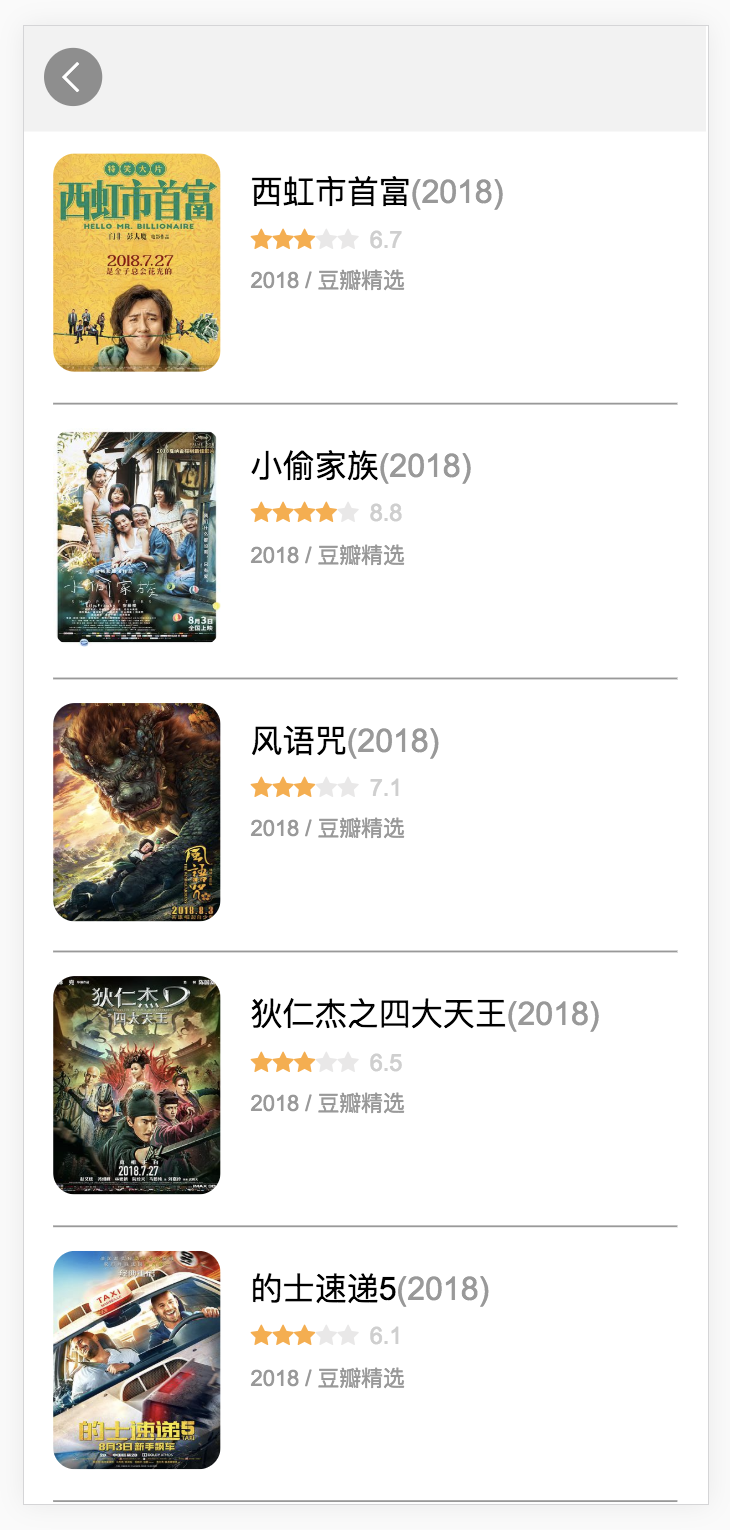 特笑大片
西虹市首富
HELLO MR. BILLIONAIRE
2018.7.27
西虹市首富(2018)
6.7
2018 / 豆瓣精选
小偷家族
8月3日
全国上映
小偷家族(2018)
8.8
2018 / 豆瓣精选
風語咒
2018.8.3
风语咒(2018)
7.1
2018 / 豆瓣精选
狄仁杰
四大天王
2018.7.27
狄仁杰之四大天王(2018)
6.5
2018 / 豆瓣精选
TAXI
的士速递5
8月3日 新手飘车
的士速递5(2018)
6.1
2018 / 豆瓣精选